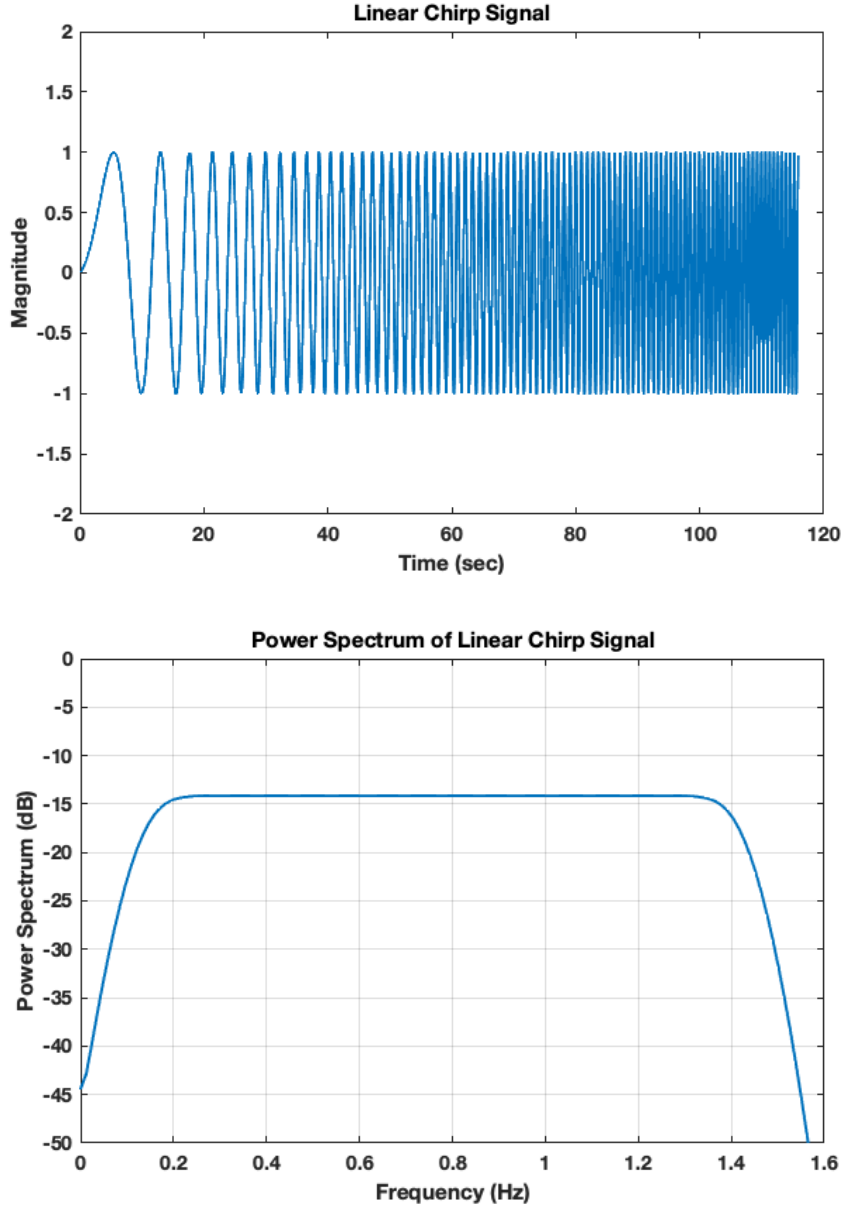 Linear Chirp Signal
2
1.5
1
0.5
0
-0.5
-1
-1.5
-2
Magnitude
0 20 40 60 80 100 120
Time (sec)
Power Spectrum of Linear Chirp Signal
0
-5
-10
-15
-20
-25
-30
-35
-40
-45
-50
Power Spectrum (dB)
0 0.2 0.4 0.6 0.8 1 1.2 1.4 1.6
Frequency (Hz)